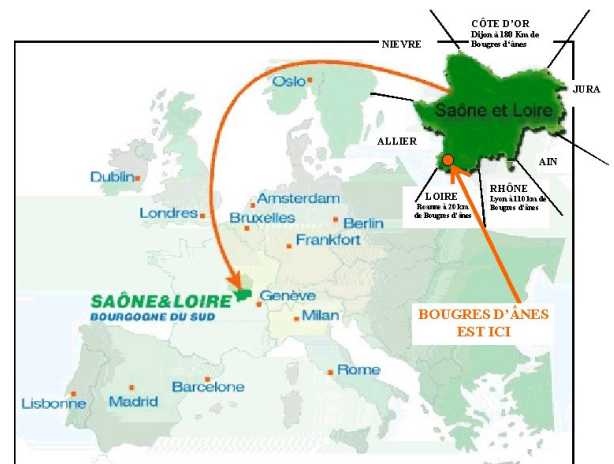 CÔTE D'OR
Dijon à 180 Km de
Bougres d'ânes
NIEVRE
JURA
Saône et Loire
ALLIER
AIN
LOIRE
Roanne à 20 km
de Bougres d'ânes
RHÔNE
Lyon à 110 km de
Bougres d'ânes
BOUGRES D'ÂNES
EST ICI
Oslo
Dublin
Londres
Amsterdam
Bruxelles
Berlin
Frankfort
SAÔNE&LOIRE
BOURGOGNE DU SUD
Genève
Milan
Rome
Barcelone
Madrid
Lisbonne